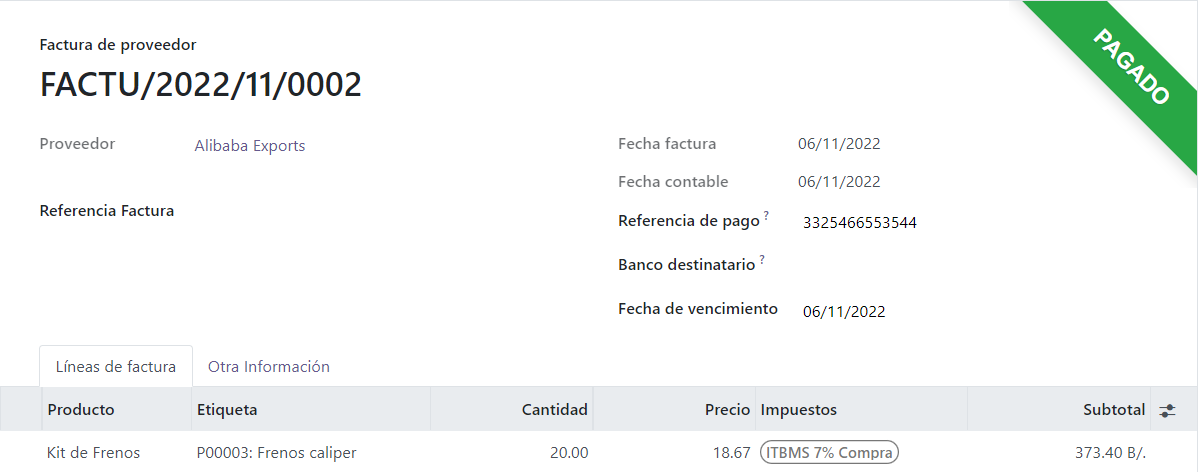 Factura de proveedor
FACTU/2022/11/0002
PAGADO
Proveedor Alibaba Exports
Fecha factura 06/11/2022
Fecha contable 06/11/2022
Referencia Factura
Referencia de pago ? 3325466553544
Banco destinatario ?
Fecha de vencimiento 06/11/2022
Líneas de factura Otra Información
Producto Etiqueta Cantidad Precio Impuestos Subtotal
Kit de Frenos P00003: Frenos caliper 20.00 18.67 ITBMS 7% Compra 373.40 B/.